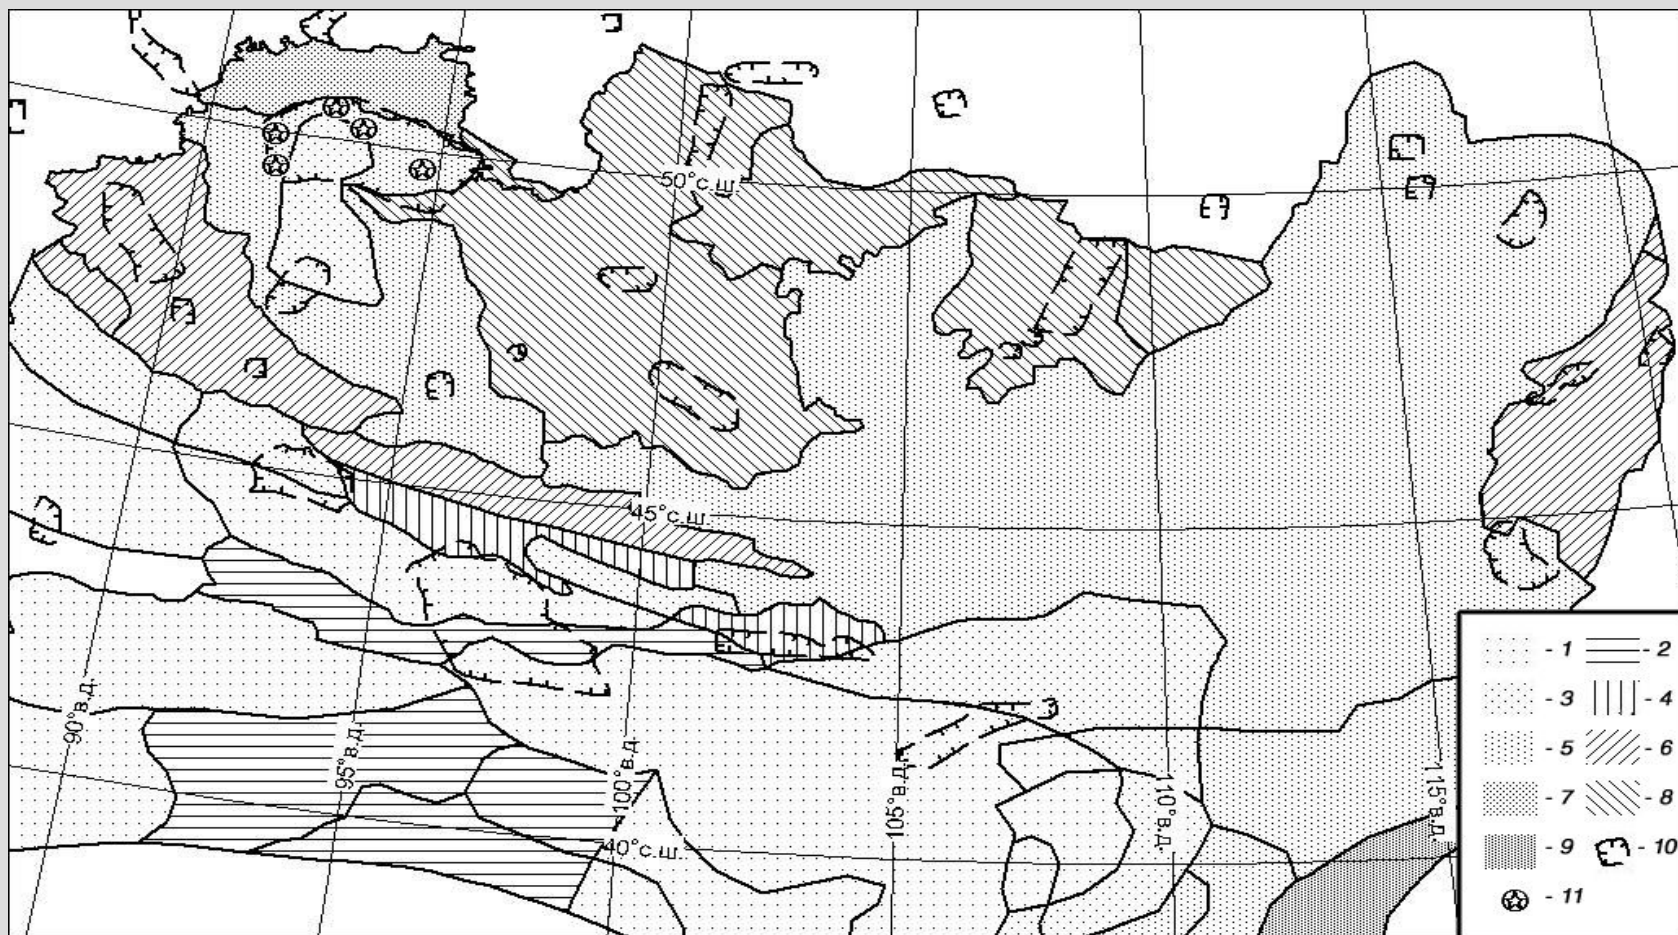 50°с.ш.
45°с.ш
90°в.д.
95°в.д.
100°в.д.
105°в.д.
110°в.д.
115°в.д.
40°с.ш.
- 1
- 2
- 3
- 4
- 5
- 6
- 7
- 8
- 9
- 10
- 11